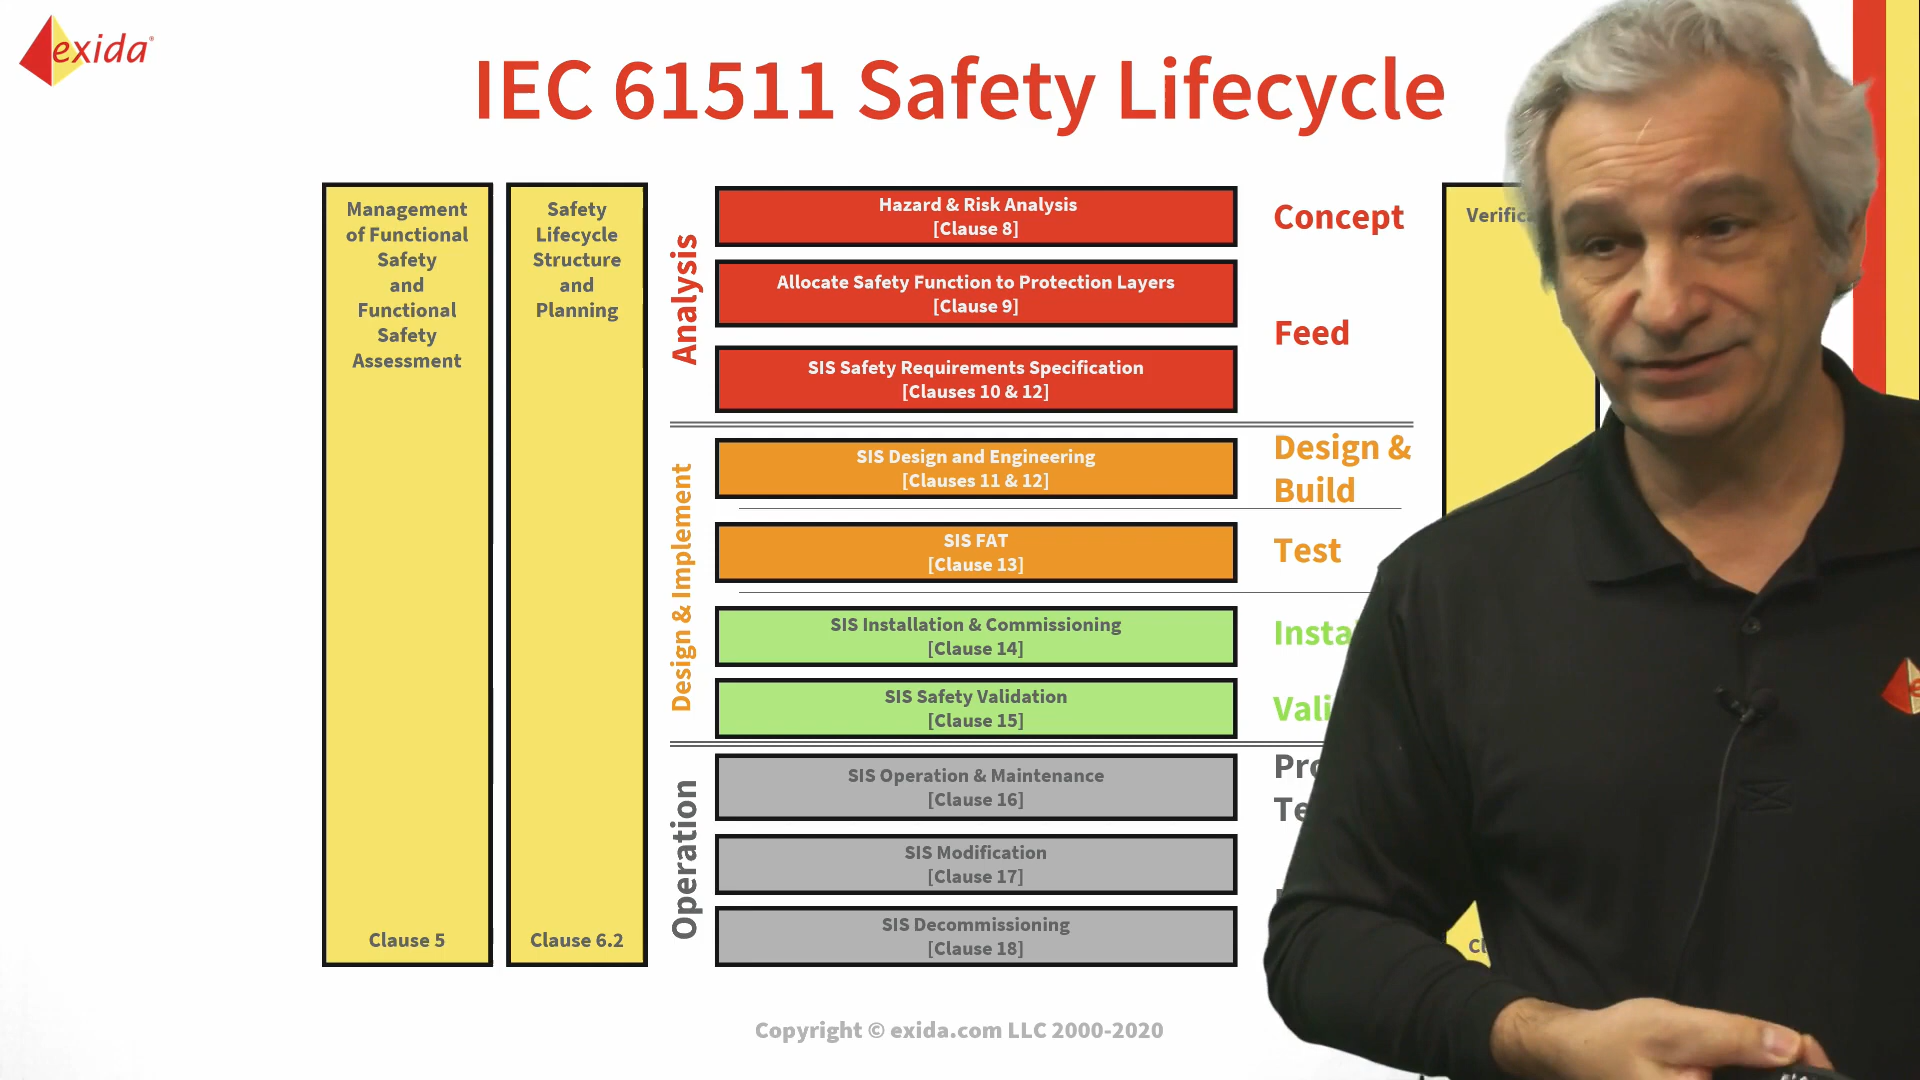 exida
IEC 61511 Safety Lifecycle
Management
of Functional
Safety
and
Functional
Safety
Assessment
Clause 5
Safety
Lifecycle
Structure
and
Planning
Clause 6.2
Analysis
Hazard & Risk Analysis
[Clause 8]
Allocate Safety Function to Protection Layers
[Clause 9]
SIS Safety Requirements Specification
[Clauses 10 & 12]
Concept
Feed
Design & Implement
SIS Design and Engineering
[Clauses 11 & 12]
SIS FAT
[Clause 13]
SIS Installation & Commissioning
[Clause 14]
SIS Safety Validation
[Clause 15]
Design &
Build
Test
Operation
SIS Operation & Maintenance
[Clause 16]
SIS Modification
[Clause 17]
SIS Decommissioning
[Clause 18]
Copyright © exida.com LLC 2000-2020